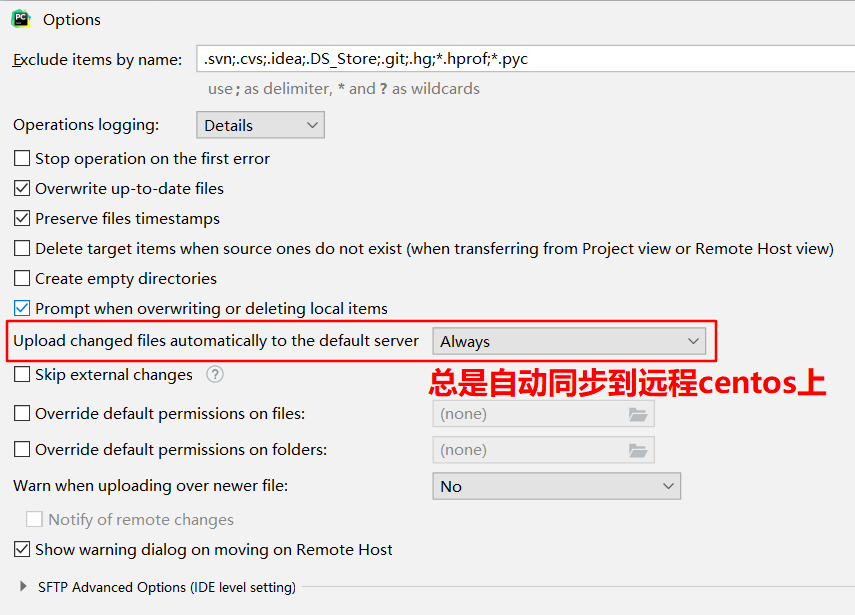 PC
Options
Exclude items by name: .svn;.cvs;.idea;.DS_Store;.git;.hg;*.hprof;*.pyc
use ; as delimiter, * and ? as wildcards
Operations logging: Details
Stop operation on the first error
Overwrite up-to-date files
Preserve files timestamps
Delete target items when source ones do not exist (when transferring from Project view or Remote Host view)
Create empty directories
Prompt when overwriting or deleting local items
Upload changed files automatically to the default server Always
Skip external changes ?
总是自动同步到远程centos上
Override default permissions on files: (none)
Override default permissions on folders: (none)
Warn when uploading over newer file: No
Notify of remote changes
Show warning dialog on moving on Remote Host
SFTP Advanced Options (IDE level setting)